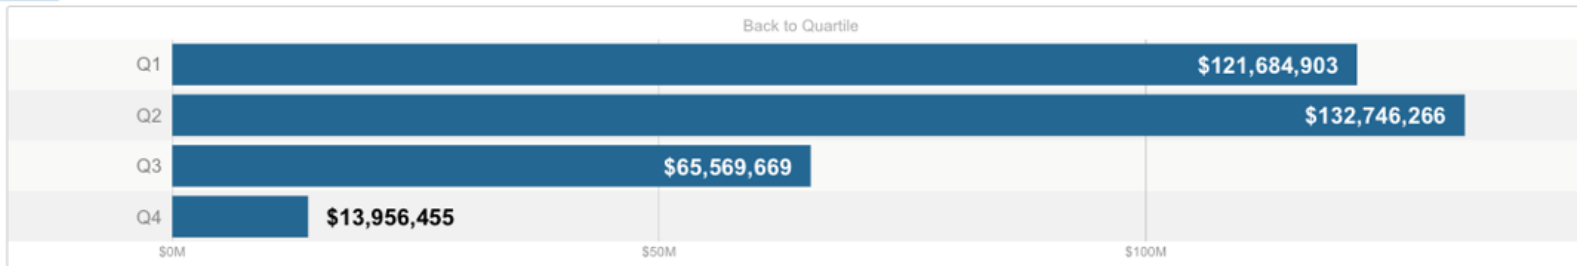 Back to Quartile
Q1 $121,684,903
Q2 $132,746,266
Q3 $65,569,669
Q4 $13,956,455
$0M $50M $100M